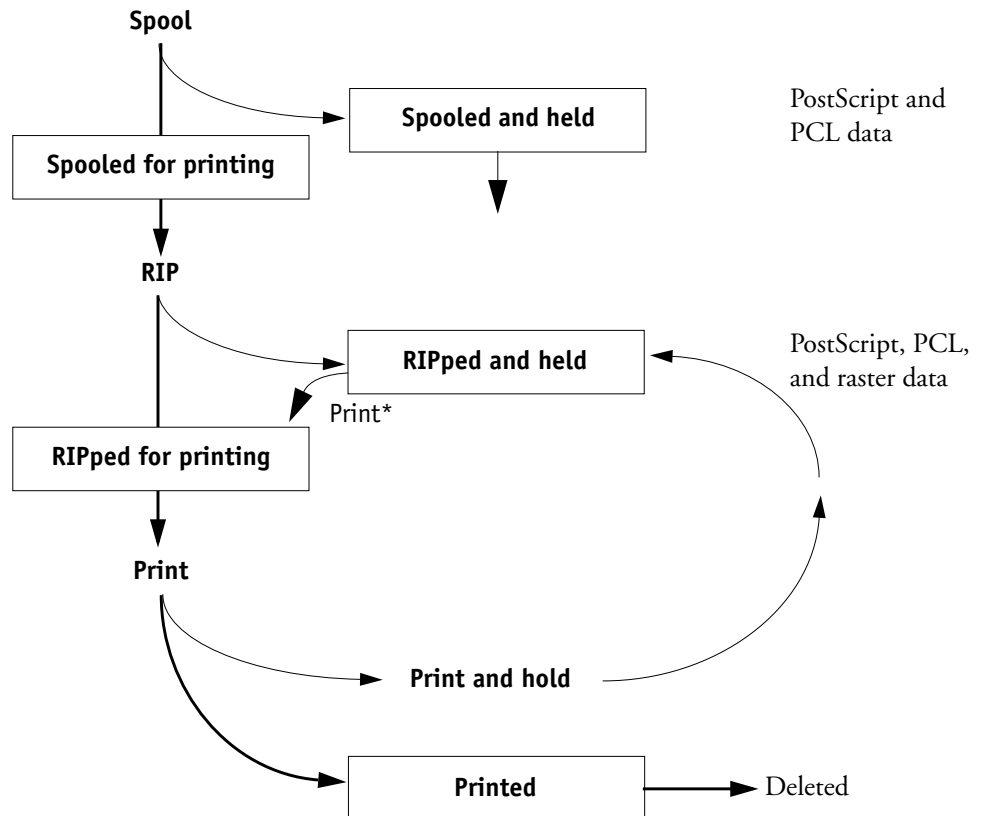 Spool
PostScript and
PCL data
Spooled and held
Spooled for printing
RIP
PostScript, PCL,
and raster data
RIPped and held
Print*
RIPped for printing
Print
Print and hold
Printed
Deleted